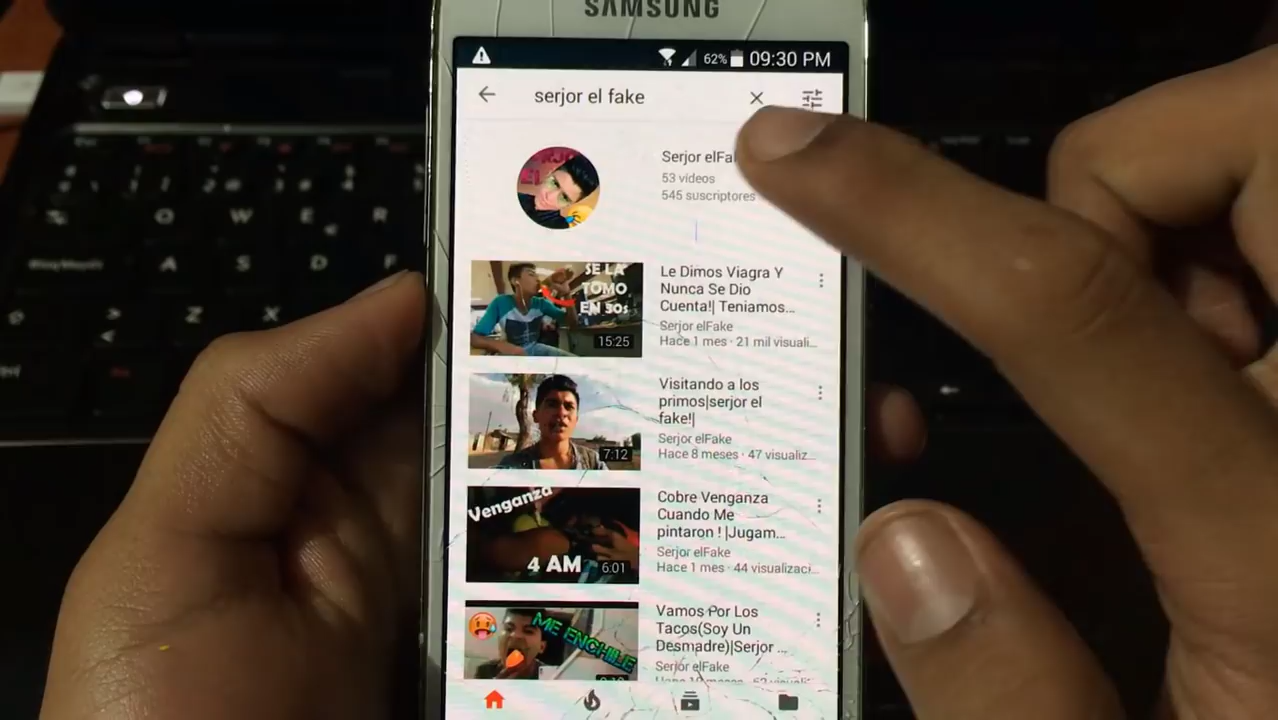 SAMSUNG
62% 09:30 PM
serjor el fake
Serjor elFa
53 videos
545 suscriptores
SE LA
TOMO
EN 30s
15:25
Le Dimos Viagra Y
Nunca Se Dio
Cuenta!| Teniamos...
Serjor elFake
Hace 1 mes · 21 mil visuali...
7:12
Visitando a los
primos|serjor el
fake!|
Serjor elFake
Hace 8 meses · 47 visualiz...
Venganza
4 AM
6:01
Cobre Venganza
Cuando Me
pintaron ! |Jugam...
Serjor elFake
Hace 1 mes · 44 visualizaci...
ME ENCHILE
Vamos Por Los
Tacos(Soy Un
Desmadre)|Serjor ...
Serjor elFake
Q W E R
A S D F
Z X